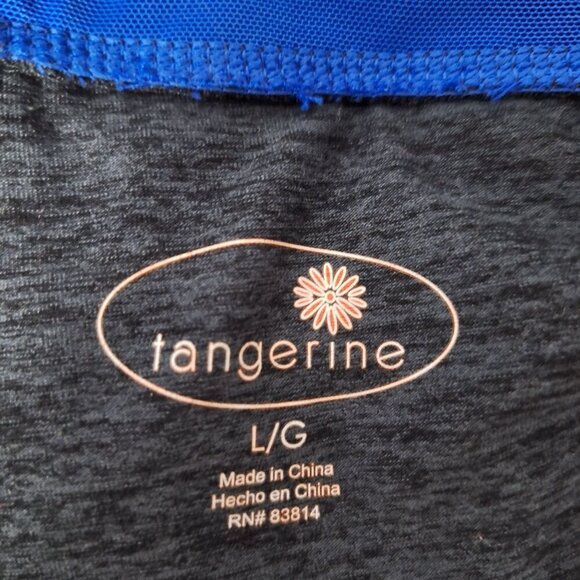 tangerine
L/G
Made in China
Hecho en China
RN# 83814